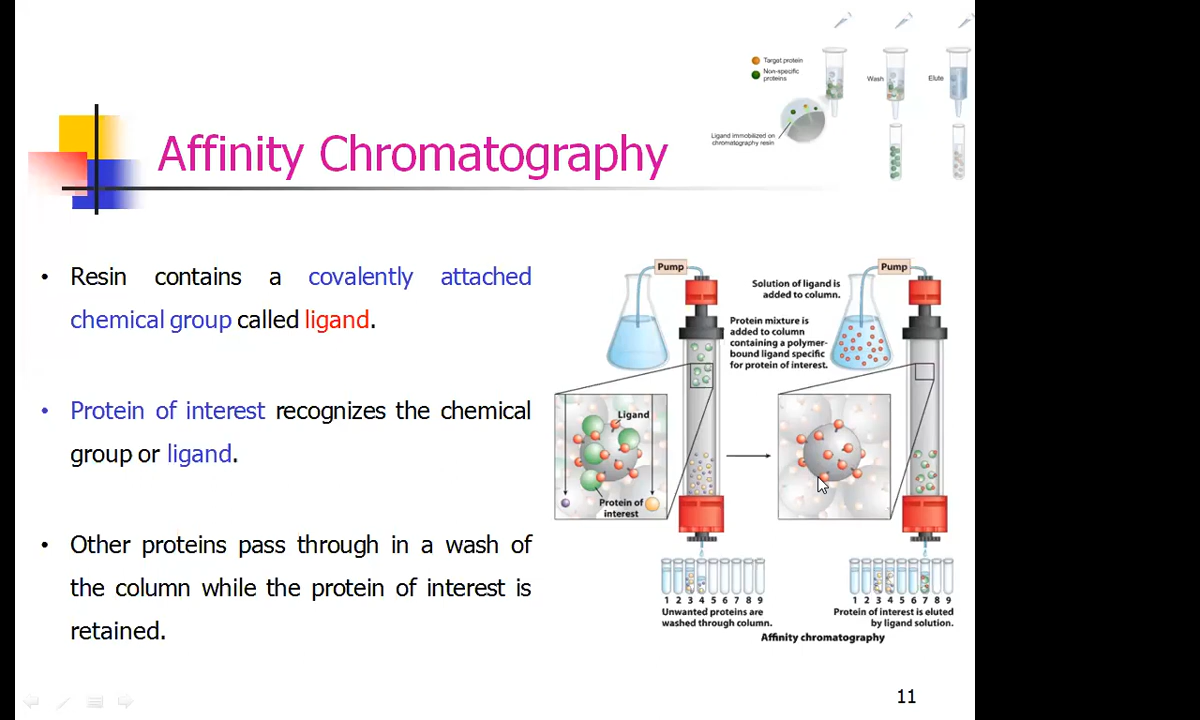 Target protein
Non-specific
proteins
Wash
Elute
Ligand immobilized on
chromatography resin
Affinity Chromatography
• Resin contains a covalently attached
chemical group called ligand.
• Protein of interest recognizes the chemical
group or ligand.
• Other proteins pass through in a wash of
the column while the protein of interest is
retained.
Pump
Protein mixture is
added to column
containing a polymer-
bound ligand specific
for protein of interest.
Ligand
Protein of
interest
1 2 3 4 5 6 7 8 9
Unwanted proteins are
washed through column.
Solution of ligand is
added to column.
Pump
1 2 3 4 5 6 7 8 9
Protein of interest is eluted
by ligand solution.
Affinity chromatography
11